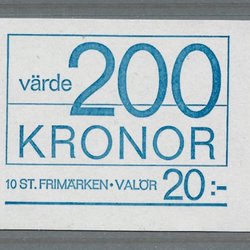 värde 200
KRONOR
10 ST. FRIMÄRKEN • VALÖR 20:-